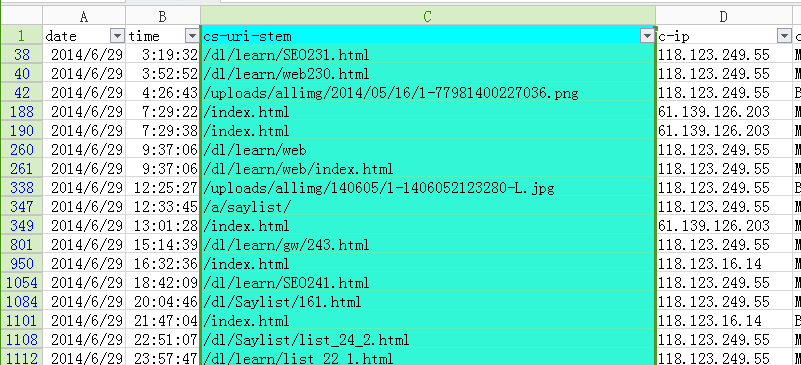 A B C D
1 date time cs-uri-stem c-ip
38 2014/6/29 3:19:32 /dl/learn/SEO231.html 118.123.249.55 M
40 2014/6/29 3:52:52 /dl/learn/web230.html 118.123.249.55 M
42 2014/6/29 4:26:43 /uploads/allimg/2014/05/16/1-77981400227036.png 118.123.249.55 B
188 2014/6/29 7:29:22 /index.html 61.139.126.203 M
190 2014/6/29 7:29:38 /index.html 61.139.126.203 M
260 2014/6/29 9:37:06 /dl/learn/web 118.123.249.55 M
261 2014/6/29 9:37:06 /dl/learn/web/index.html 118.123.249.55 M
338 2014/6/29 12:25:27 /uploads/allimg/140605/1-1406052123280-L.jpg 118.123.249.55 B
347 2014/6/29 12:33:45 /a/saylist/ 118.123.249.55 M
349 2014/6/29 13:01:28 /index.html 61.139.126.203 M
801 2014/6/29 15:14:39 /dl/learn/gw/243.html 118.123.249.55 M
950 2014/6/29 16:32:36 /index.html 118.123.16.14 M
1054 2014/6/29 18:42:09 /dl/learn/SEO241.html 118.123.249.55 M
1084 2014/6/29 20:04:46 /dl/Saylist/161.html 118.123.249.55 M
1101 2014/6/29 21:47:04 /index.html 118.123.16.14 B
1108 2014/6/29 22:51:07 /dl/Saylist/list_24_2.html 118.123.249.55 M
1112 2014/6/29 23:57:47 /dl/learn/list_22_1.html 118.123.249.55 M